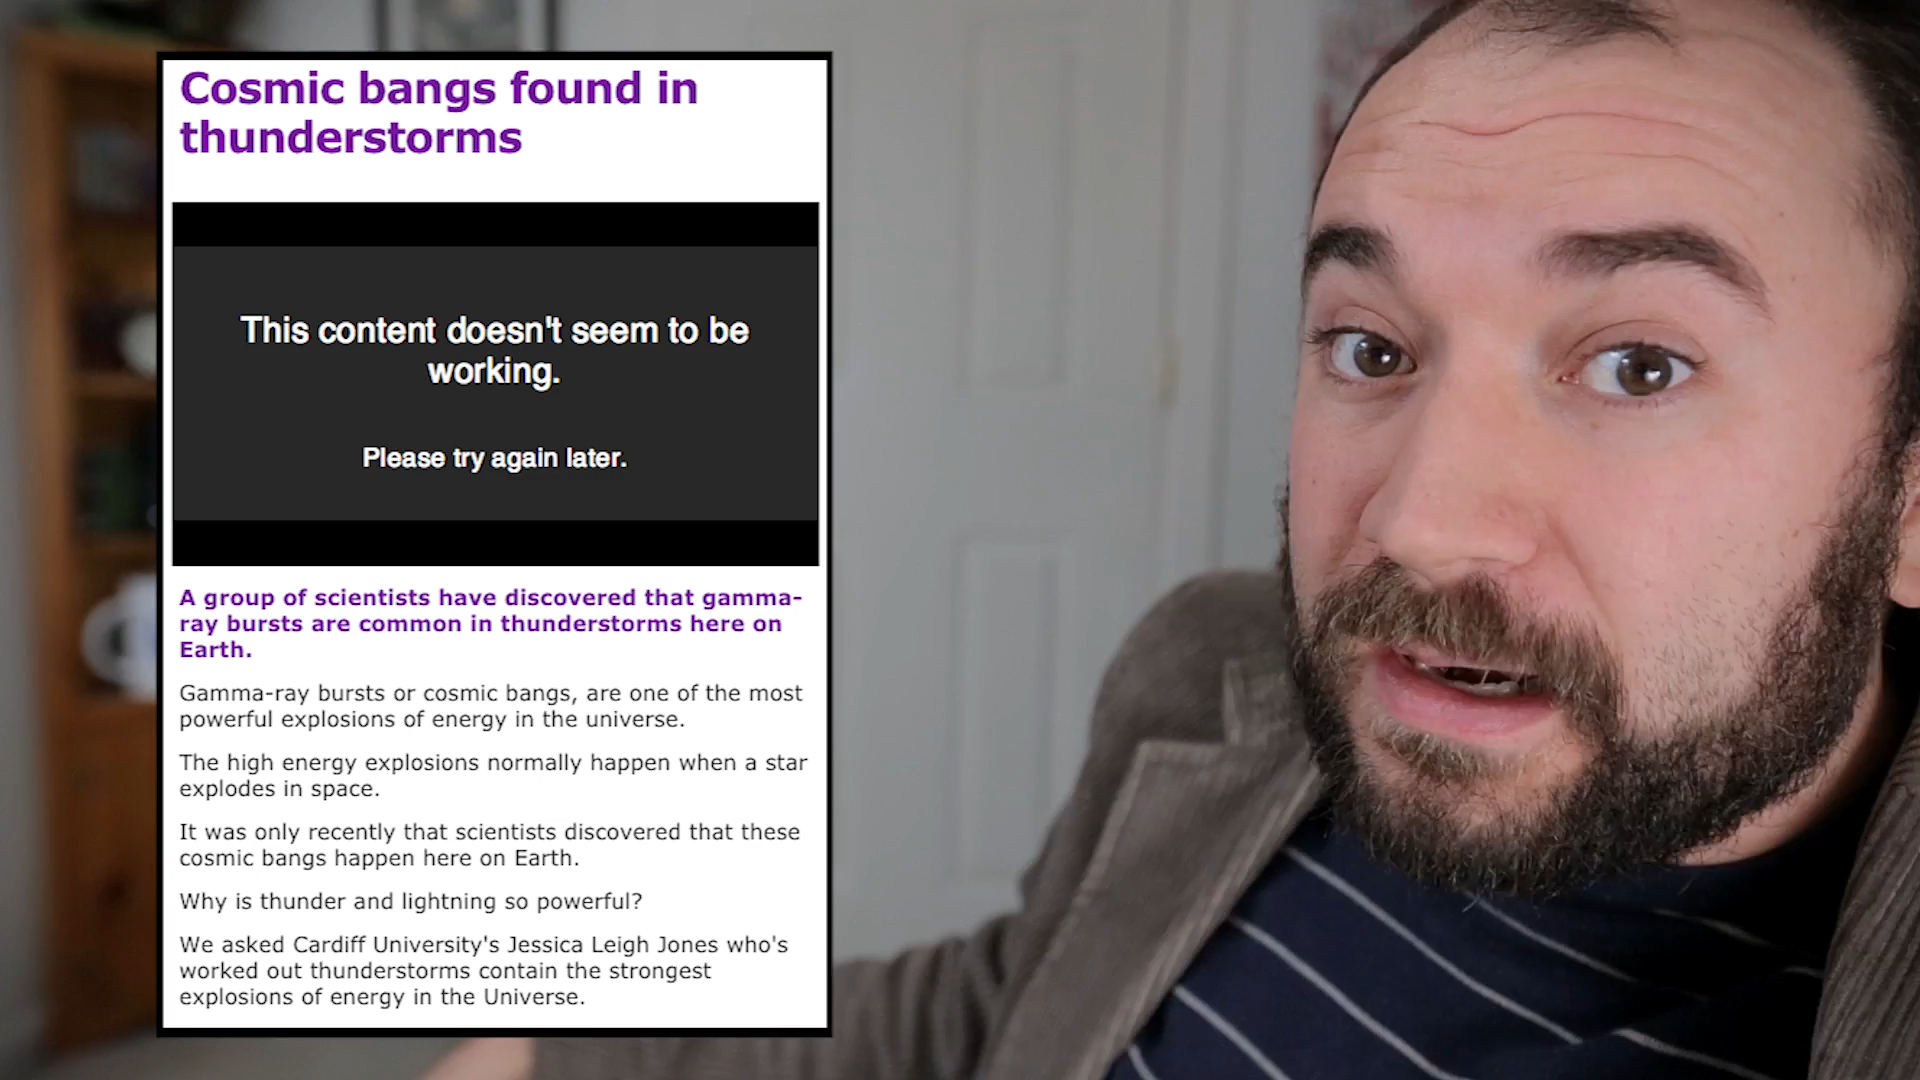 Cosmic bangs found in
thunderstorms
This content doesn't seem to be
working.
Please try again later.
A group of scientists have discovered that gamma-
ray bursts are common in thunderstorms here on
Earth.
Gamma-ray bursts or cosmic bangs, are one of the most
powerful explosions of energy in the universe.
The high energy explosions normally happen when a star
explodes in space.
It was only recently that scientists discovered that these
cosmic bangs happen here on Earth.
Why is thunder and lightning so powerful?
We asked Cardiff University's Jessica Leigh Jones who's
worked out thunderstorms contain the strongest
explosions of energy in the Universe.